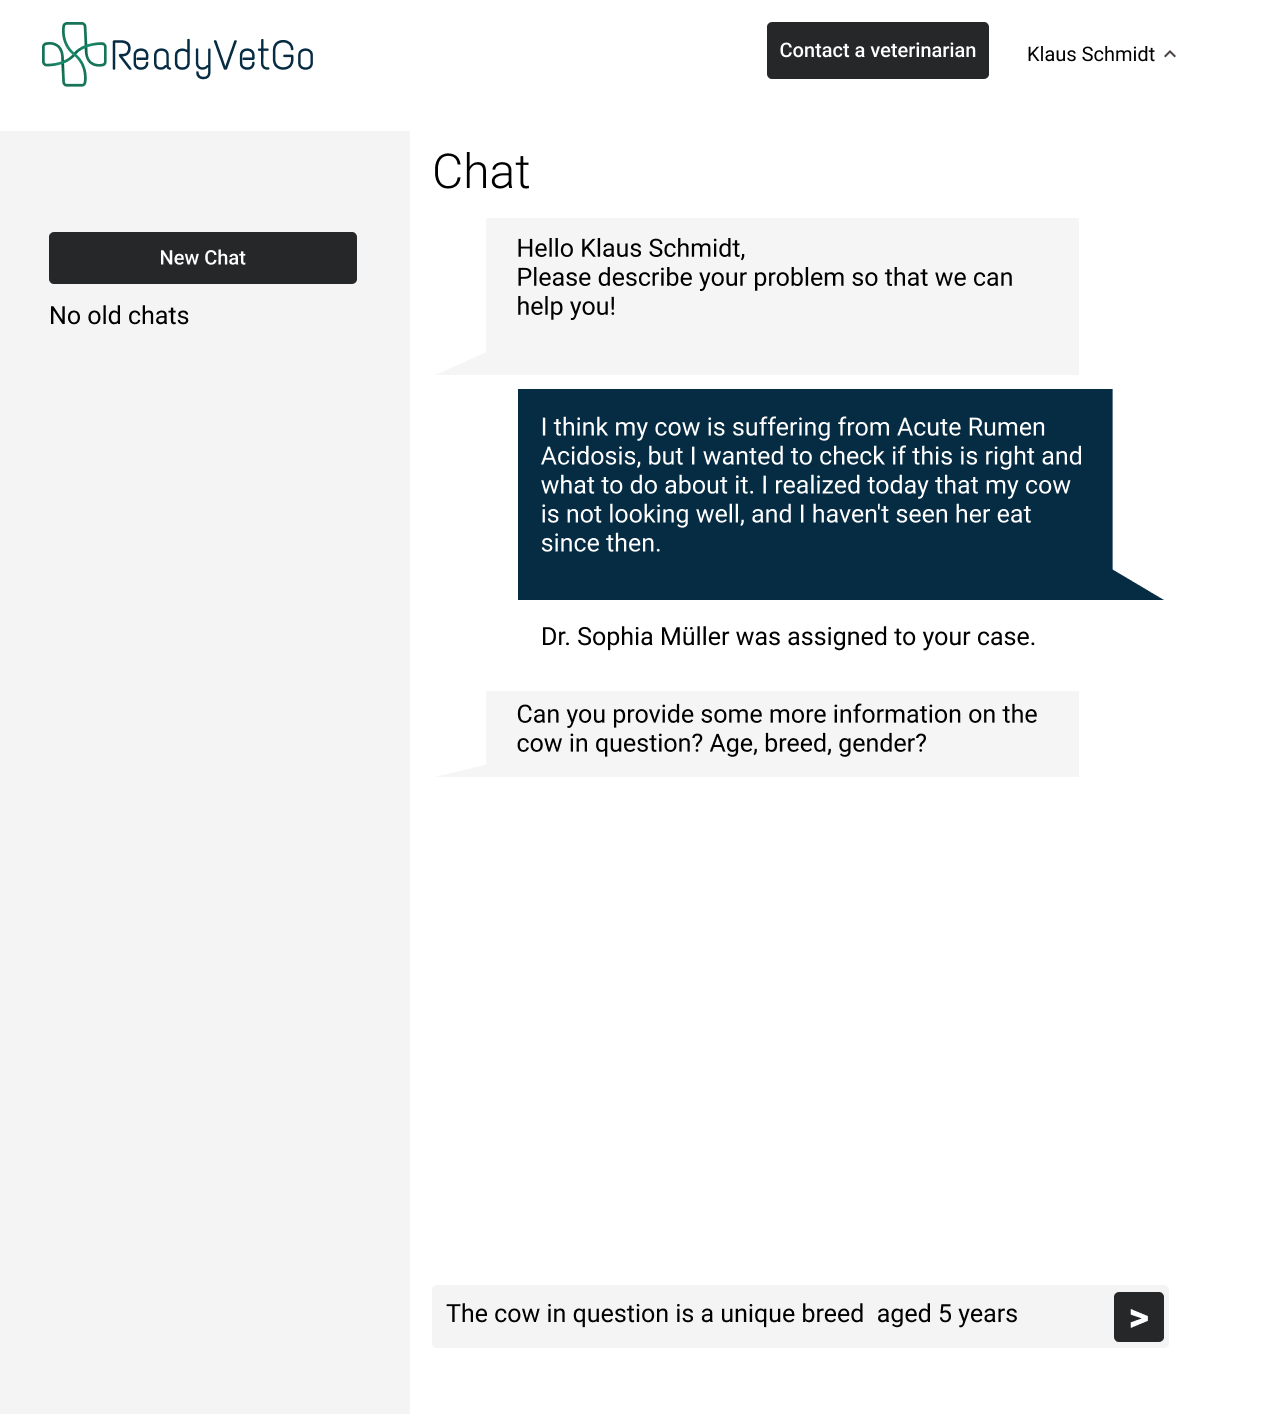 ReadyVetGo
Contact a veterinarian
Klaus Schmidt
New Chat
No old chats
Chat
Hello Klaus Schmidt,
Please describe your problem so that we can
help you!
I think my cow is suffering from Acute Rumen
Acidosis, but I wanted to check if this is right and
what to do about it. I realized today that my cow
is not looking well, and I haven't seen her eat
since then.
Dr. Sophia Müller was assigned to your case.
Can you provide some more information on the
cow in question? Age, breed, gender?
The cow in question is a unique breed  aged 5 years
>